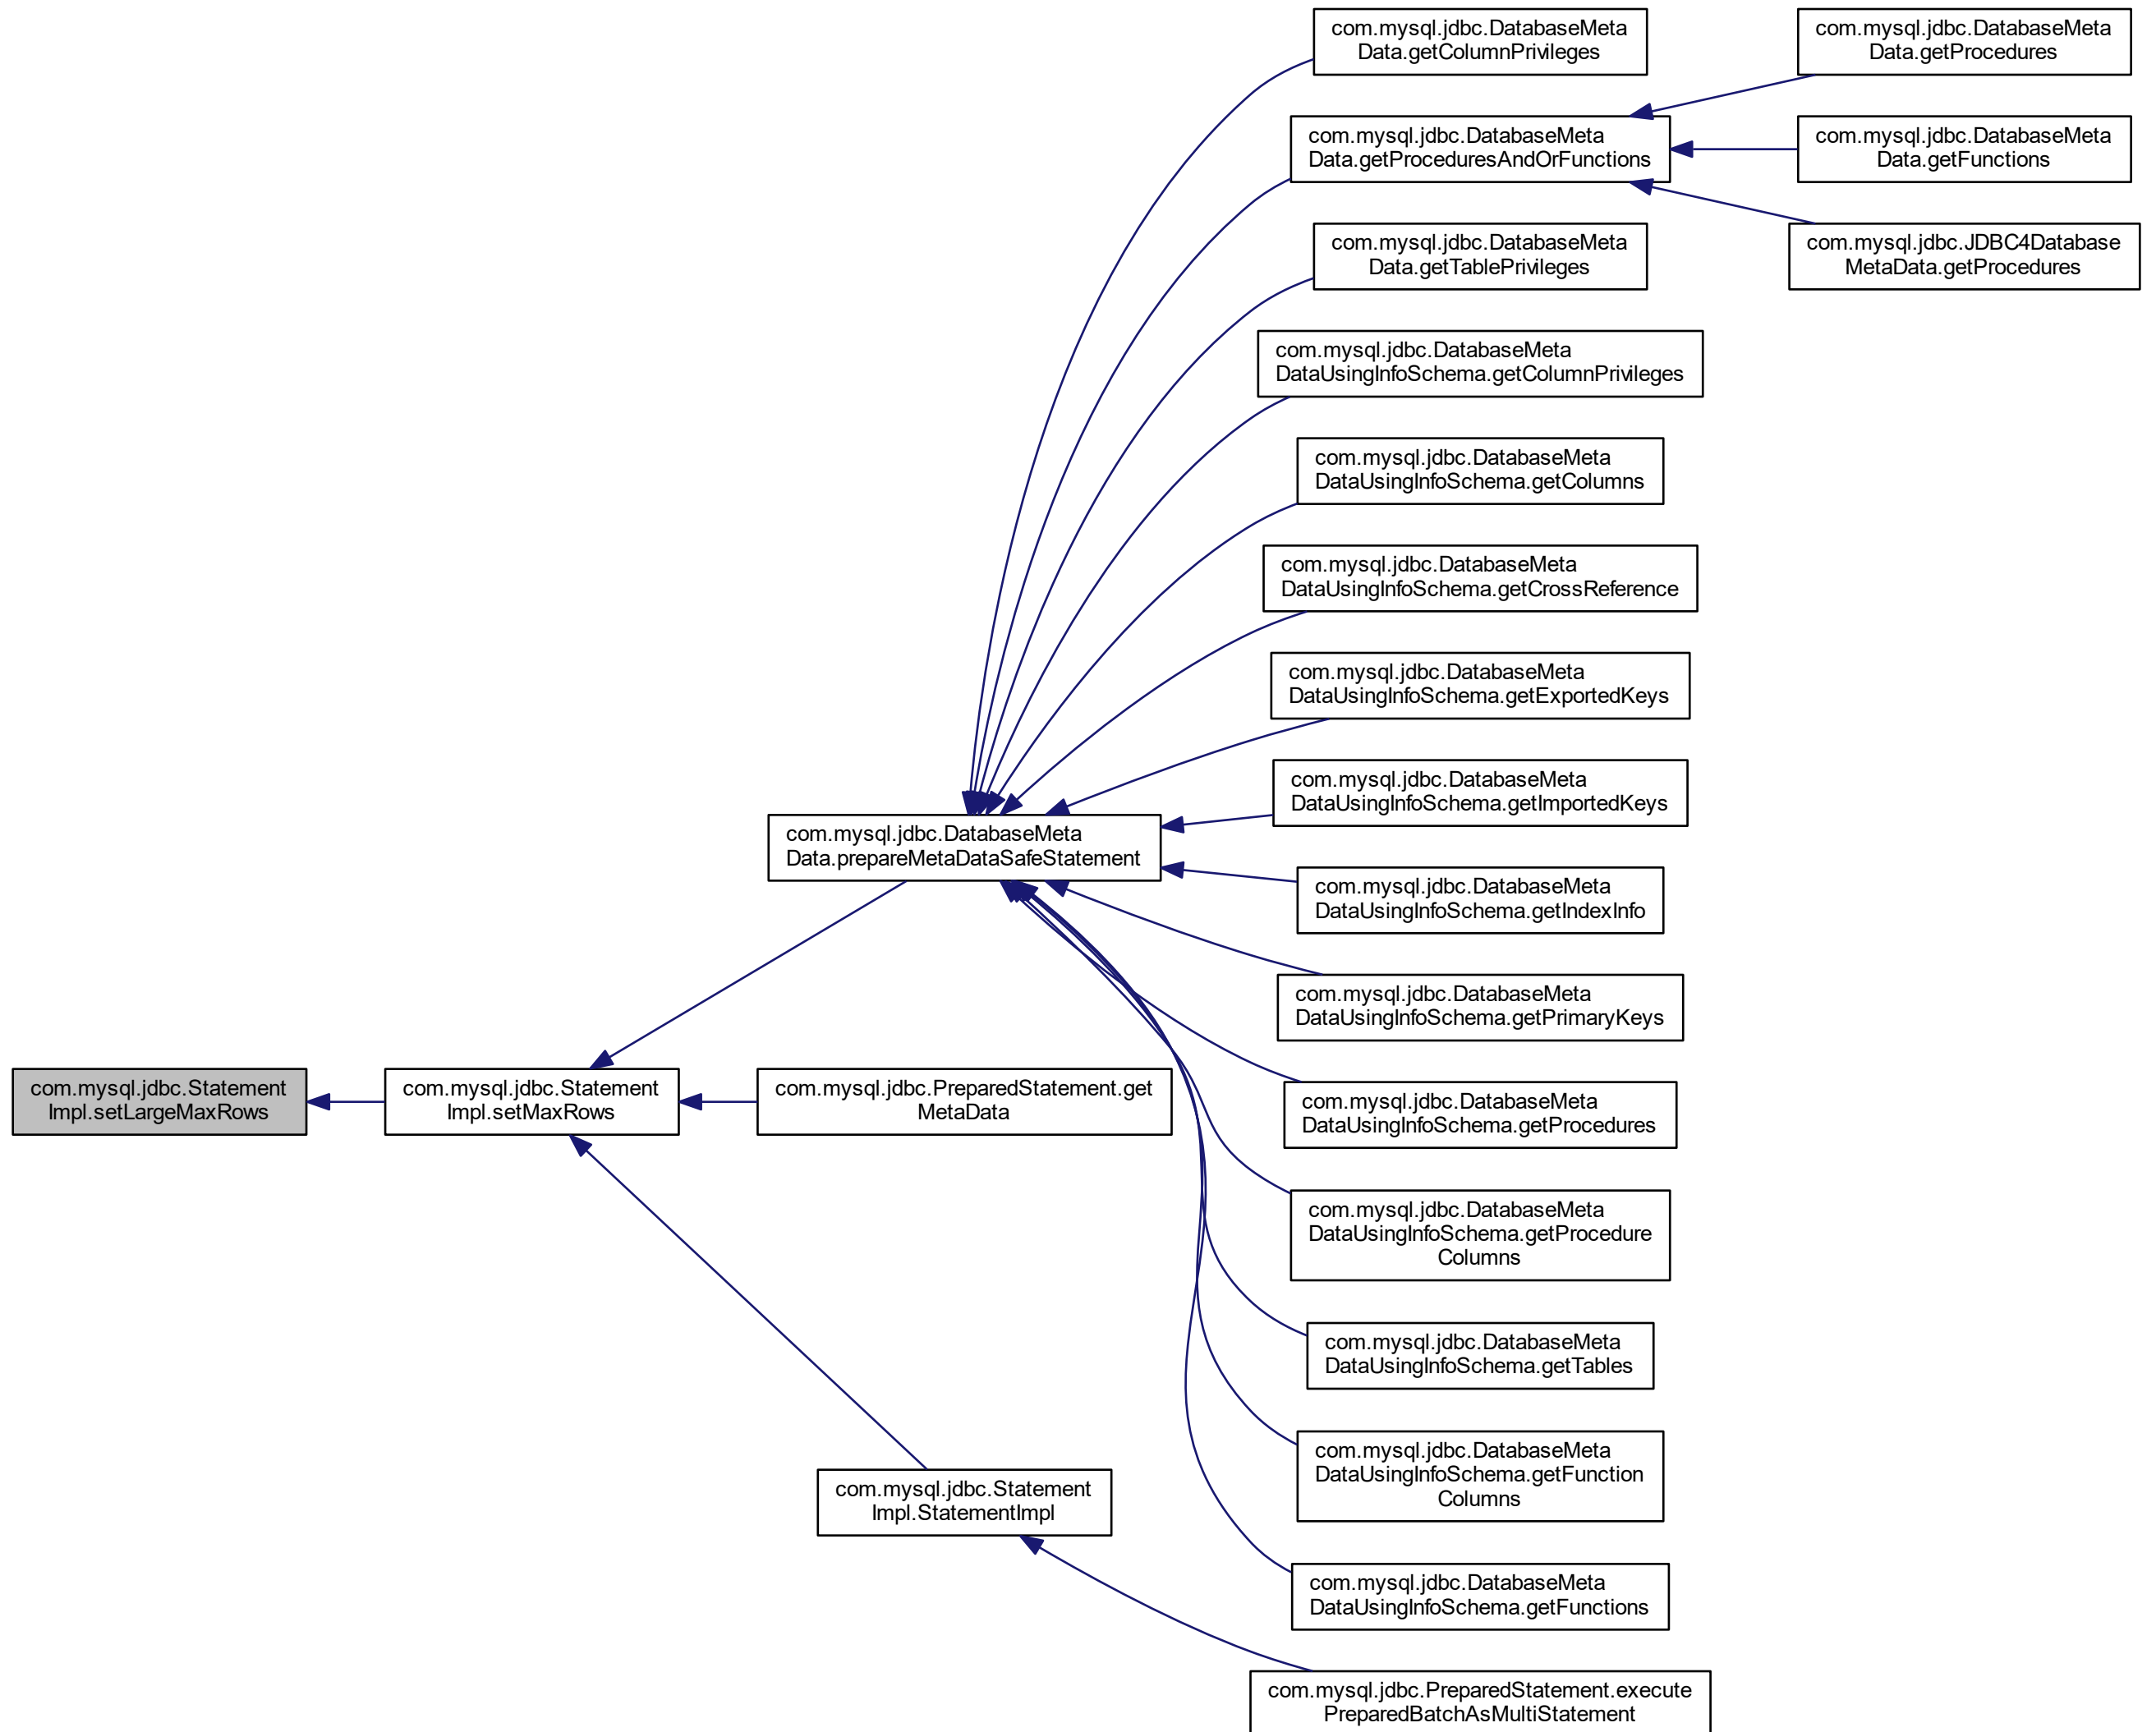 com.mysql.jdbc.DatabaseMeta
Data.getColumnPrivileges
com.mysql.jdbc.DatabaseMeta
Data.getProcedures
com.mysql.jdbc.DatabaseMeta
Data.getProceduresAndOrFunctions
com.mysql.jdbc.DatabaseMeta
Data.getFunctions
com.mysql.jdbc.DatabaseMeta
Data.getTablePrivileges
com.mysql.jdbc.JDBC4Database
MetaData.getProcedures
com.mysql.jdbc.DatabaseMeta
DataUsingInfoSchema.getColumnPrivileges
com.mysql.jdbc.DatabaseMeta
DataUsingInfoSchema.getColumns
com.mysql.jdbc.DatabaseMeta
DataUsingInfoSchema.getCrossReference
com.mysql.jdbc.DatabaseMeta
DataUsingInfoSchema.getExportedKeys
com.mysql.jdbc.DatabaseMeta
DataUsingInfoSchema.getImportedKeys
com.mysql.jdbc.DatabaseMeta
Data.prepareMetaDataSafeStatement
com.mysql.jdbc.DatabaseMeta
DataUsingInfoSchema.getIndexInfo
com.mysql.jdbc.DatabaseMeta
DataUsingInfoSchema.getPrimaryKeys
com.mysql.jdbc.Statement
Impl.setLargeMaxRows
com.mysql.jdbc.Statement
Impl.setMaxRows
com.mysql.jdbc.PreparedStatement.get
MetaData
com.mysql.jdbc.DatabaseMeta
DataUsingInfoSchema.getProcedures
com.mysql.jdbc.DatabaseMeta
DataUsingInfoSchema.getProcedure
Columns
com.mysql.jdbc.DatabaseMeta
DataUsingInfoSchema.getTables
com.mysql.jdbc.DatabaseMeta
DataUsingInfoSchema.getFunction
Columns
com.mysql.jdbc.Statement
Impl.StatementImpl
com.mysql.jdbc.DatabaseMeta
DataUsingInfoSchema.getFunctions
com.mysql.jdbc.PreparedStatement.execute
PreparedBatchAsMultiStatement